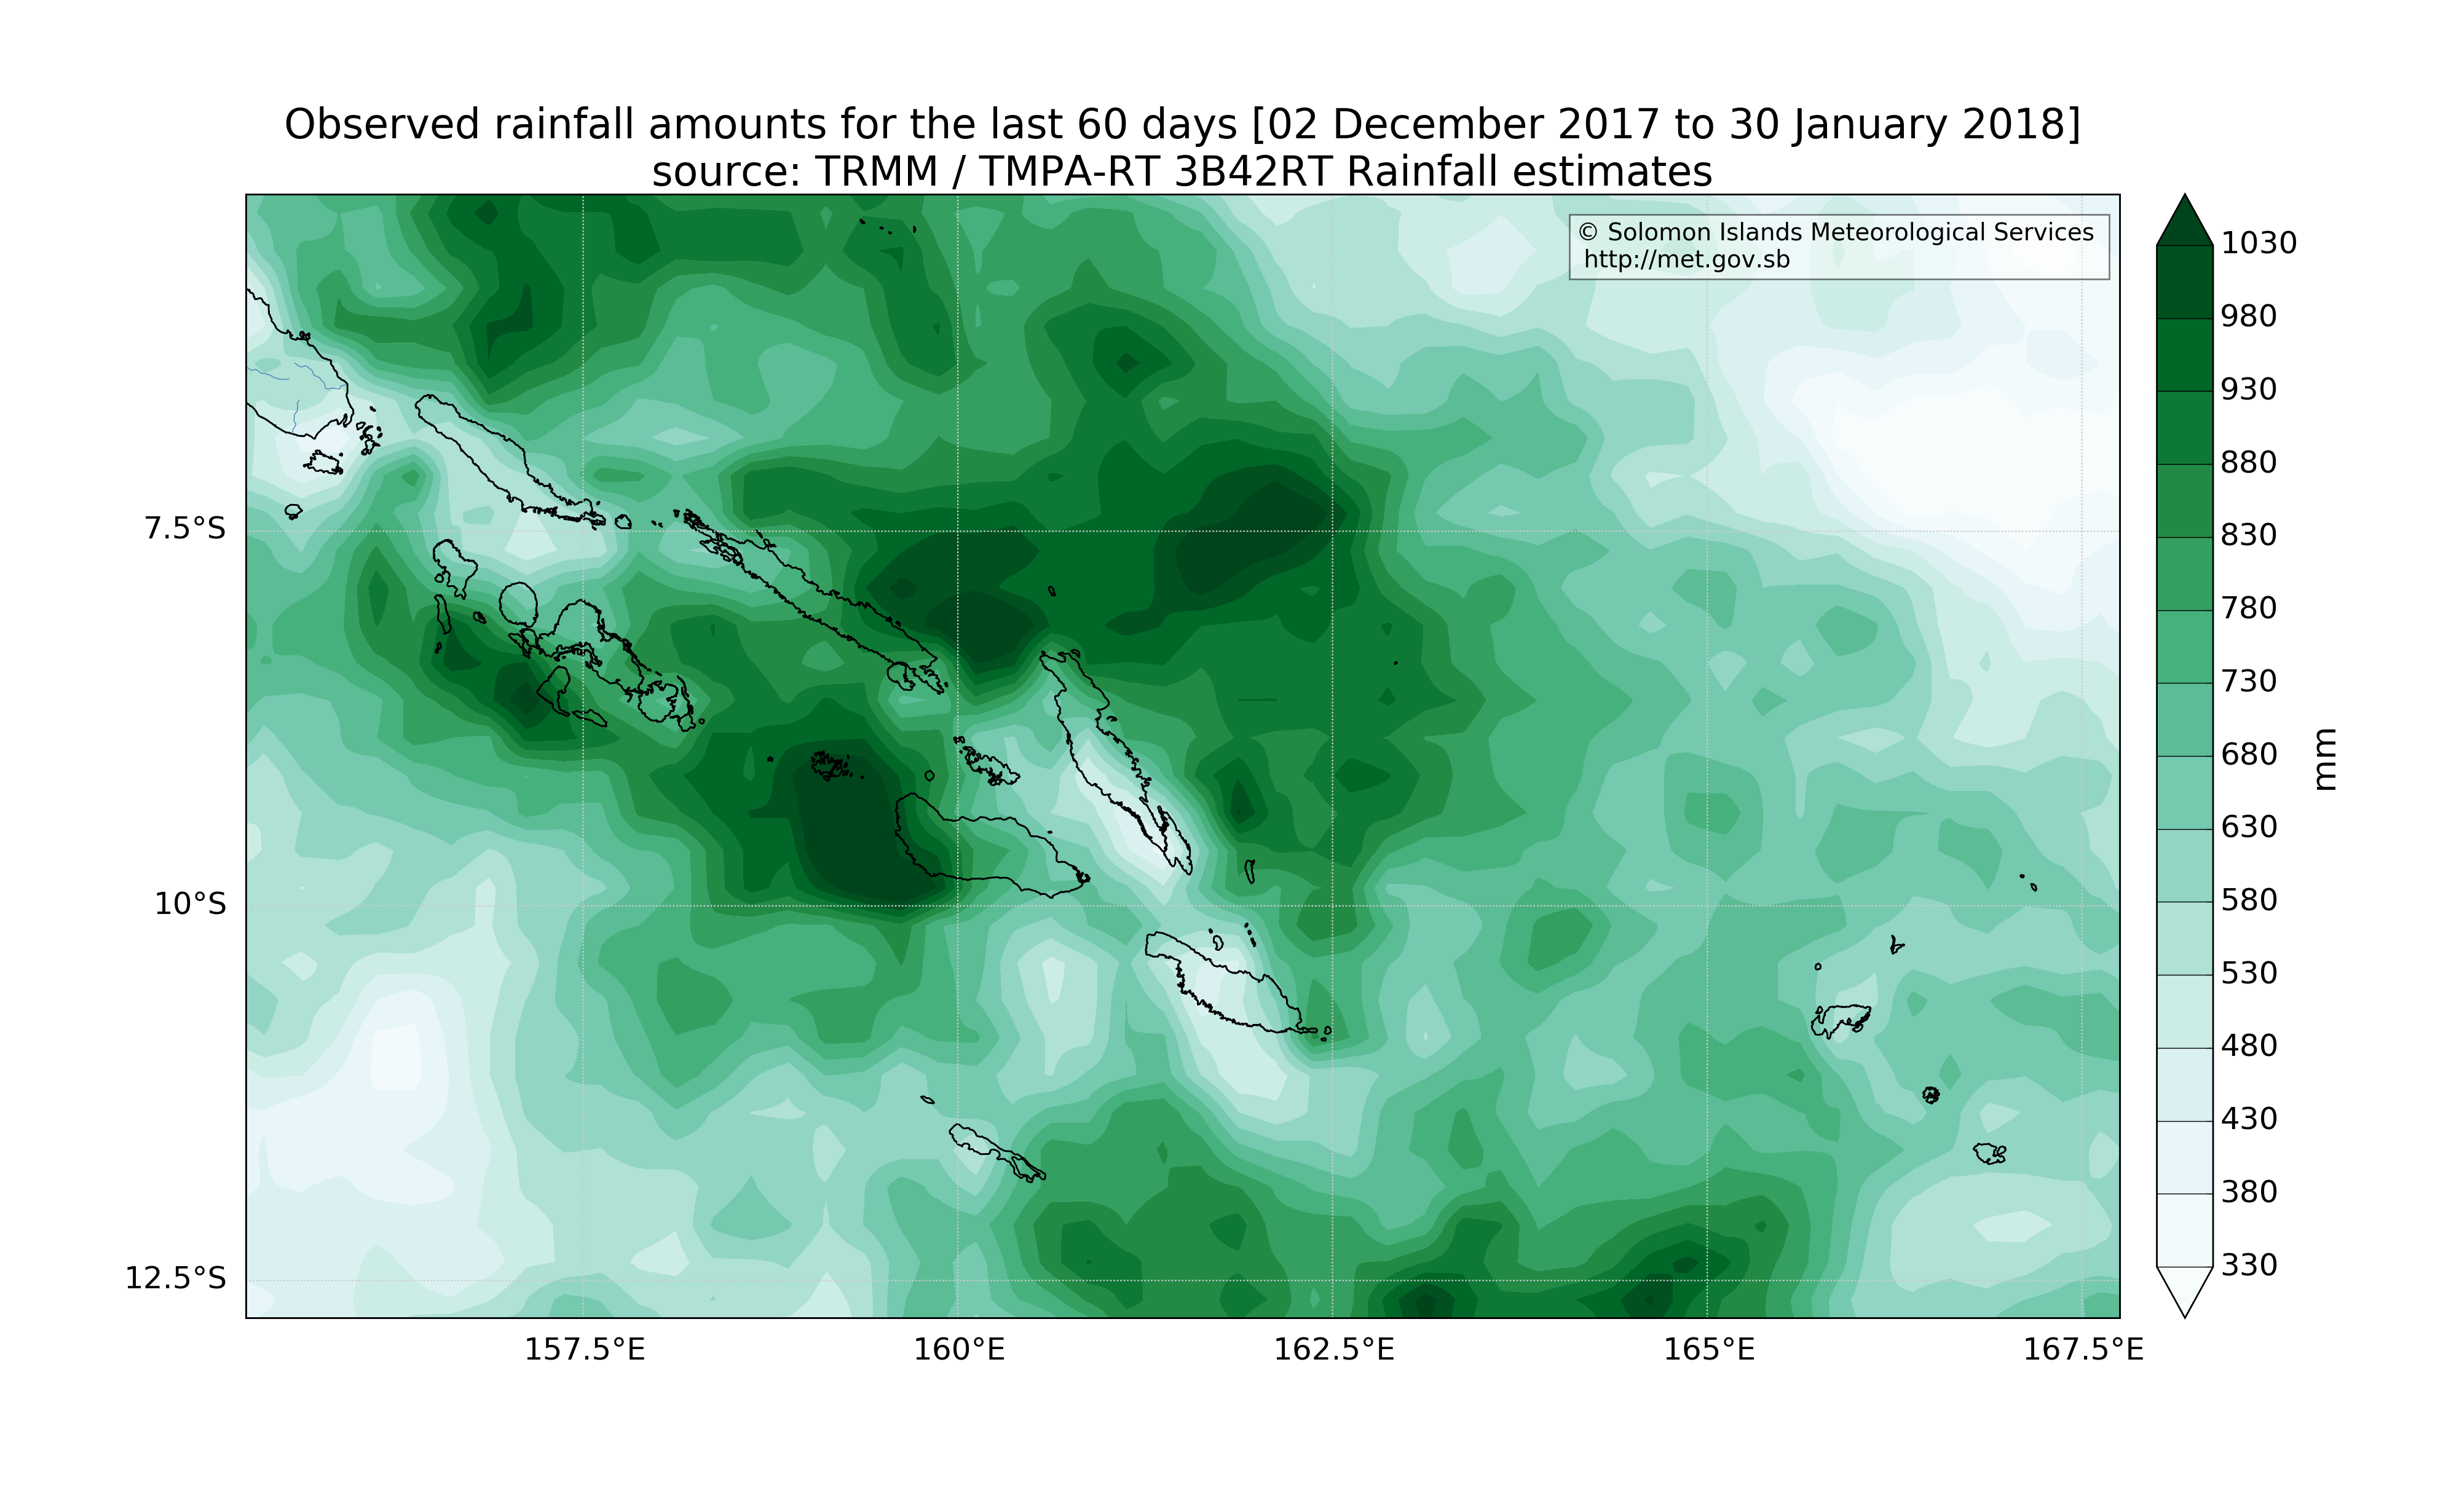 Observed rainfall amounts for the last 60 days [02 December 2017 to 30 January 2018]
source: TRMM / TMPA-RT 3B42RT Rainfall estimates
© Solomon Islands Meteorological Services
http://met.gov.sb
7.5°S
10°S
12.5°S
157.5°E
160°E
162.5°E
165°E
167.5°E
1030
980
930
880
830
780
730
680
630
580
530
480
430
380
330
mm